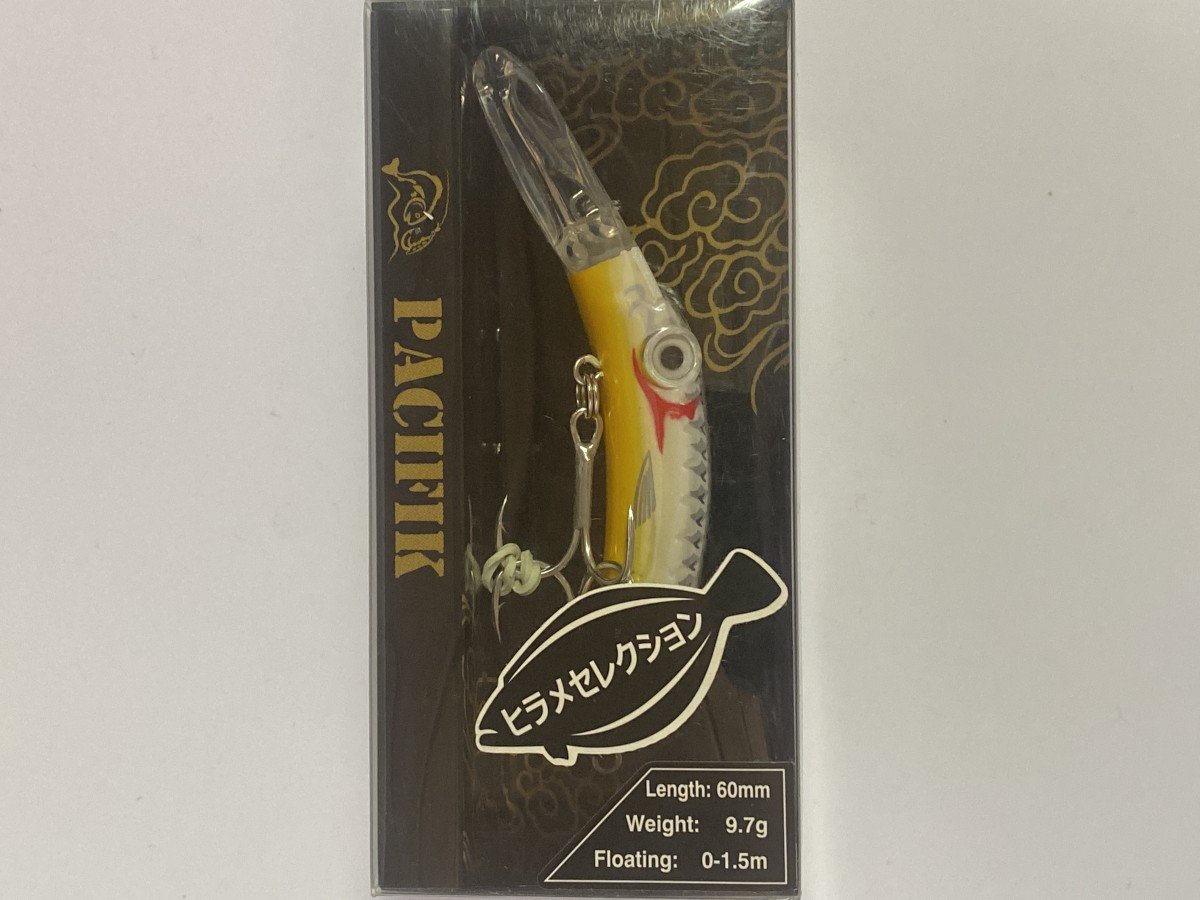 PACIFIK
ヒラメセレクション
Length: 60mm
Weight: 9.7g
Floating: 0-1.5m